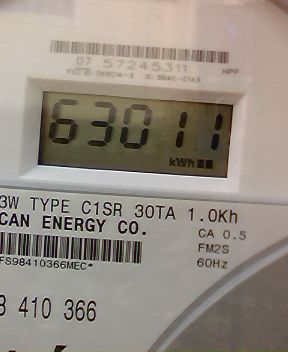 07 57245311
63011
kWh
3W TYPE C1SR 30TA 1.0Kh
CAN ENERGY CO.
CA 0.5
FM2S
60Hz
FS98410366MEC*
410 366